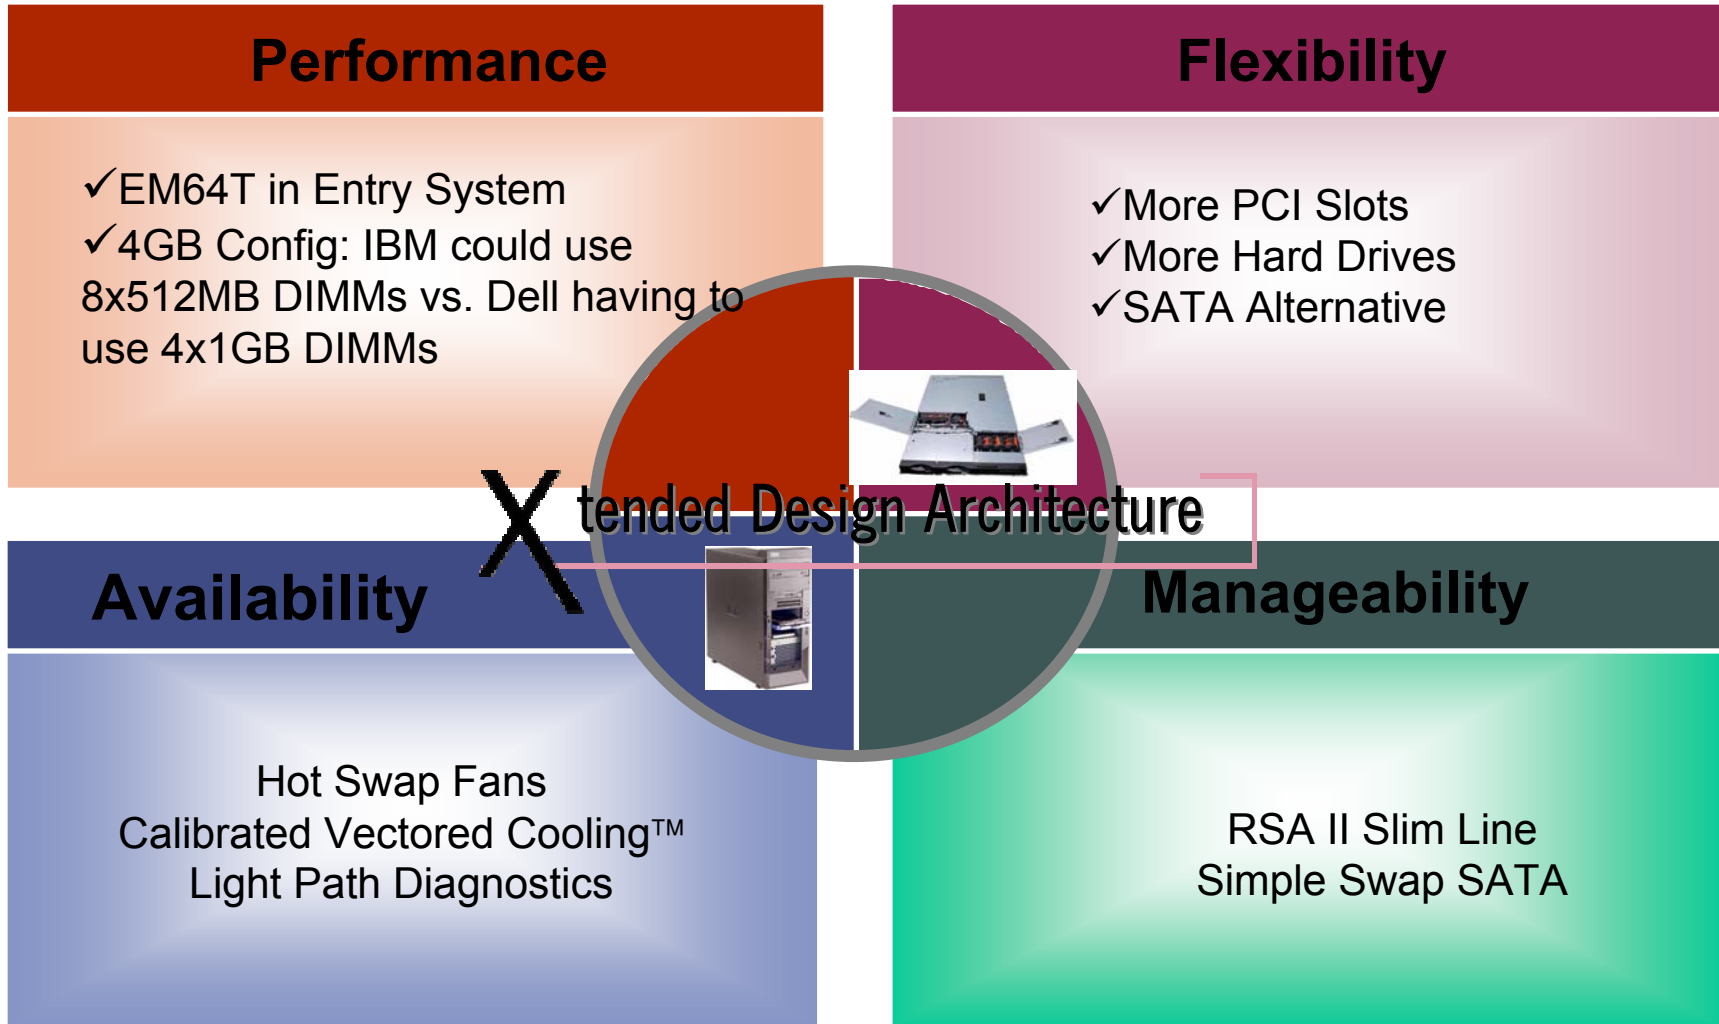 Performance
✓EM64T in Entry System
✓4GB Config: IBM could use
8x512MB DIMMs vs. Dell having to
use 4x1GB DIMMs
Flexibility
✓More PCI Slots
✓More Hard Drives
✓SATA Alternative
Xtended Design Architecture
Availability
Hot Swap Fans
Calibrated Vectored Cooling™
Light Path Diagnostics
Manageability
RSA II Slim Line
Simple Swap SATA